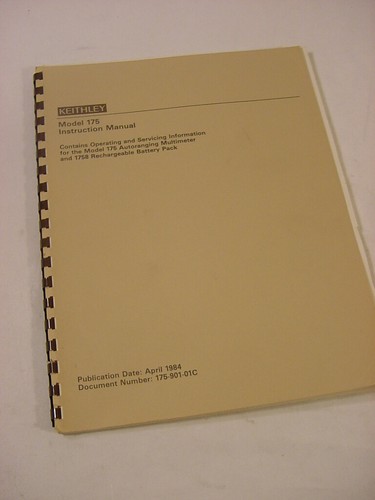 KEITHLEY
Model 175
Instruction Manual
Contains Operating and Servicing Information
for the Model 175 Autoranging Multimeter
and 1758 Rechargeable Battery Pack
Publication Date: April 1984
Document Number: 175-901-01C